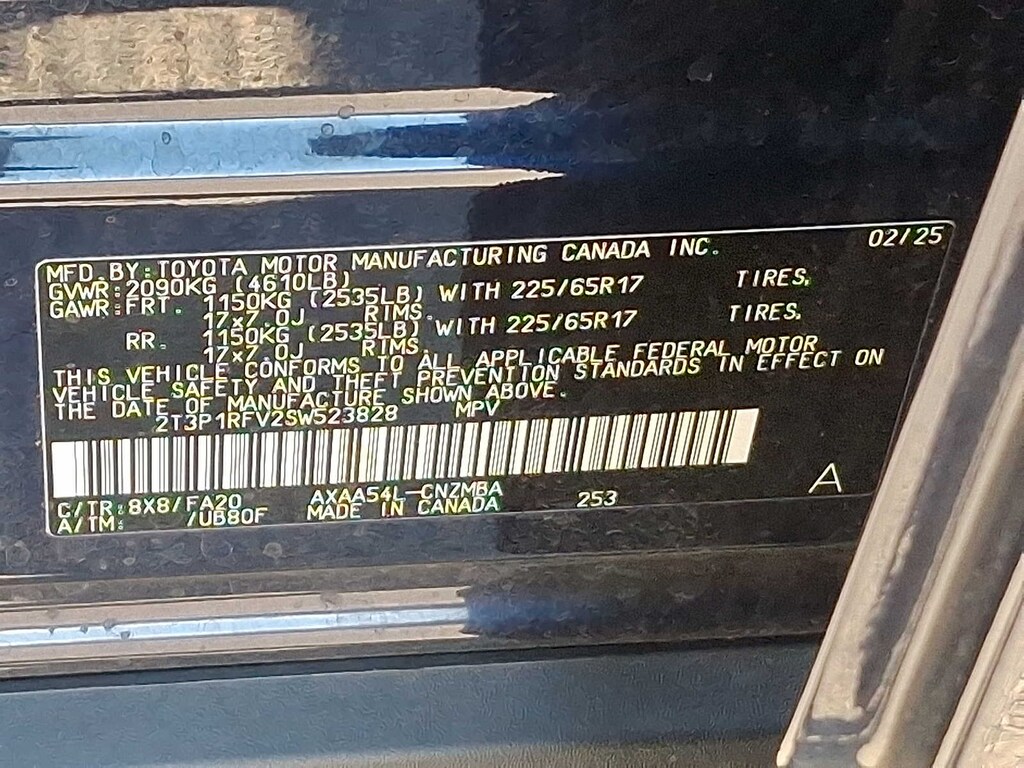 MFD. BY: TOYOTA MOTOR MANUFACTURING CANADA INC. 02/25
GVWR: 2090KG (4610LB)
GAWR: FRT. 1150KG (2535LB) WITH 225/65R17 TIRES,
17x7.0J RIMS.
RR. 1150KG (2535LB) WITH 225/65R17 TIRES,
17x7.0J RIMS.
THIS VEHICLE CONFORMS TO ALL APPLICABLE FEDERAL MOTOR
VEHICLE SAFETY AND THEFT PREVENTION STANDARDS IN EFFECT ON
THE DATE OF MANUFACTURE SHOWN ABOVE.
2T3P1RFV2SW523828 MPV
C/TR: 8X8/FA20 AXAA54L-CNZMBA 253 A
A/TM: /UB80F MADE IN CANADA